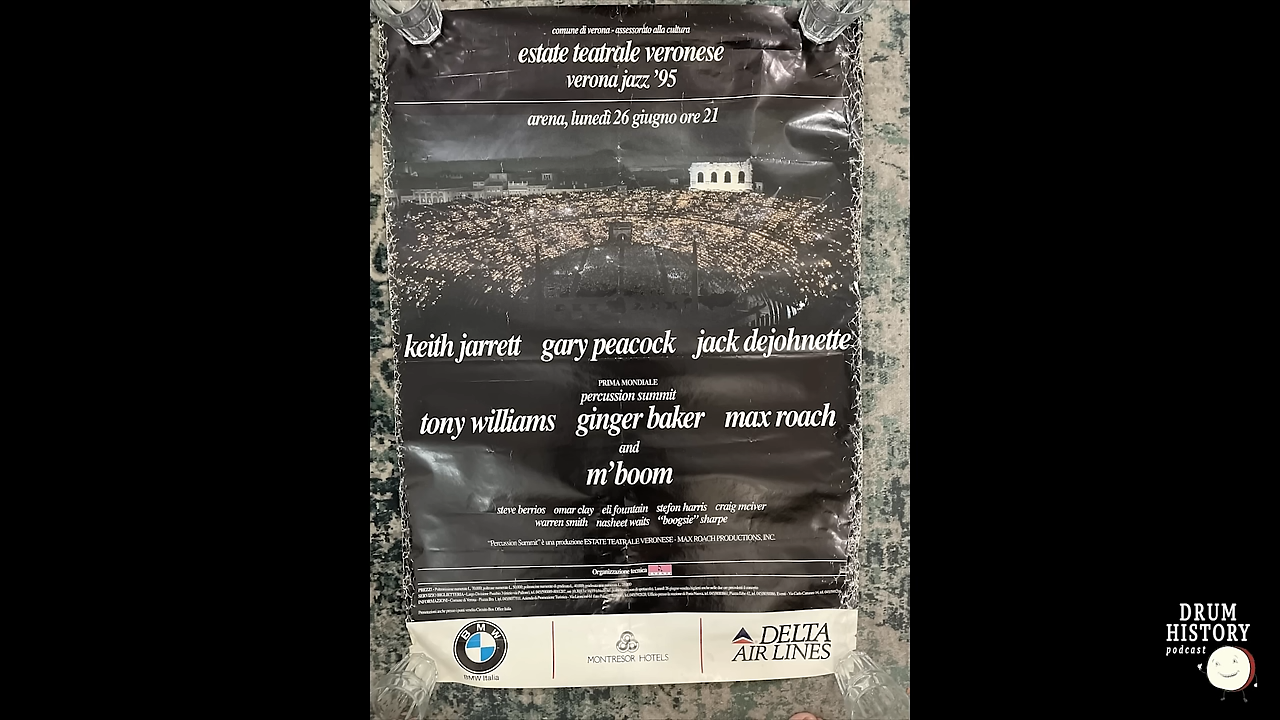 comune di verona - assessorato alla cultura
estate teatrale veronese
verona jazz '95
arena, lunedì 26 giugno ore 21
keith jarrett gary peacock jack dejohnette
PRIMA MONDIALE
percussion summit
tony williams ginger baker max roach
and
m'boom
steve berrios omar clay eli fountain stefon harris craig mciver
warren smith nasheet waits "boogsie" sharpe
"Percussion Summit" è una produzione ESTATE TEATRALE VERONESE - MAX ROACH PRODUCTIONS, INC.
Organizzazione tecnica
BMW
BMW Italia
MONTRESOR HOTELS
DELTA
AIR LINES
DRUM
HISTORY
podcast